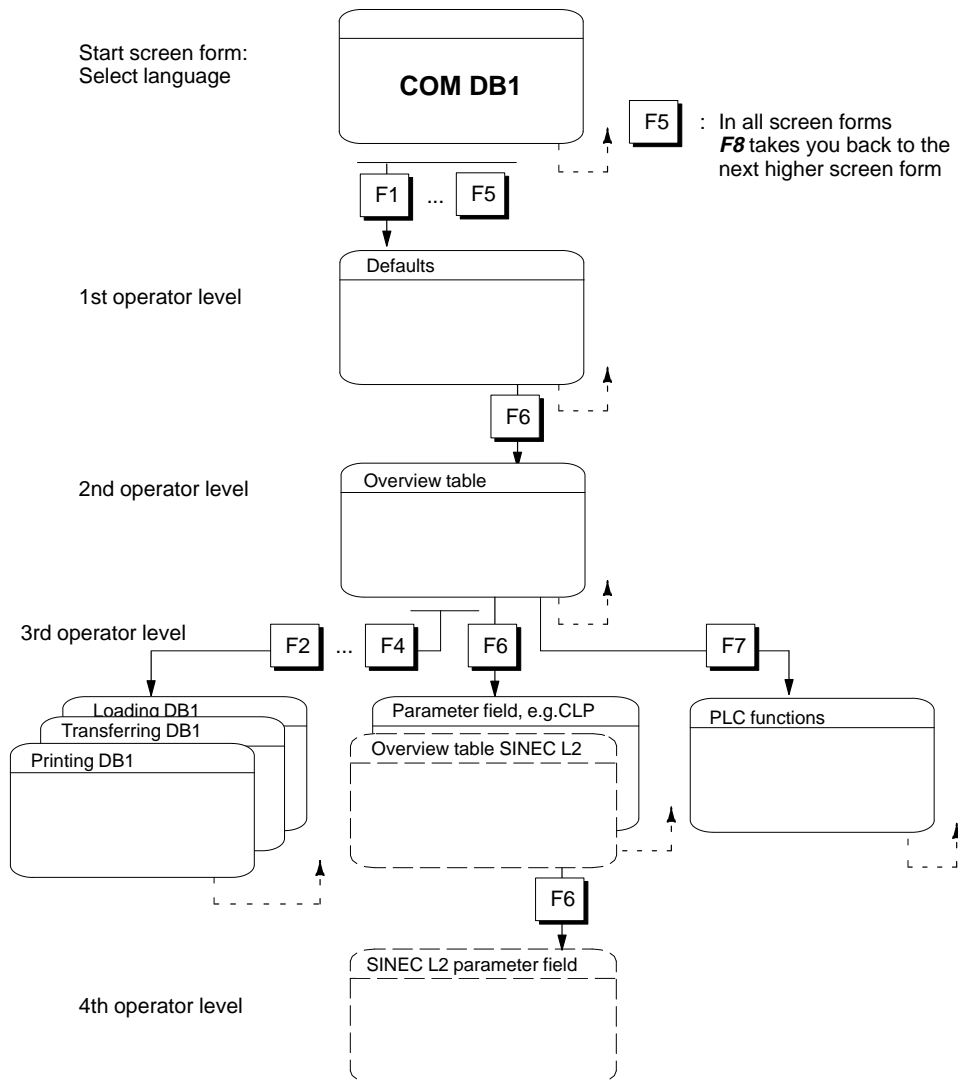 Start screen form:
Select language
COM DB1
F5
: In all screen forms
F8 takes you back to the
next higher screen form
F1 ... F5
Defaults
1st operator level
F6
Overview table
2nd operator level
3rd operator level
F2 ... F4
F6
F7
Loading DB1
Transferring DB1
Printing DB1
Parameter field, e.g.CLP
Overview table SINEC L2
PLC functions
F6
SINEC L2 parameter field
4th operator level